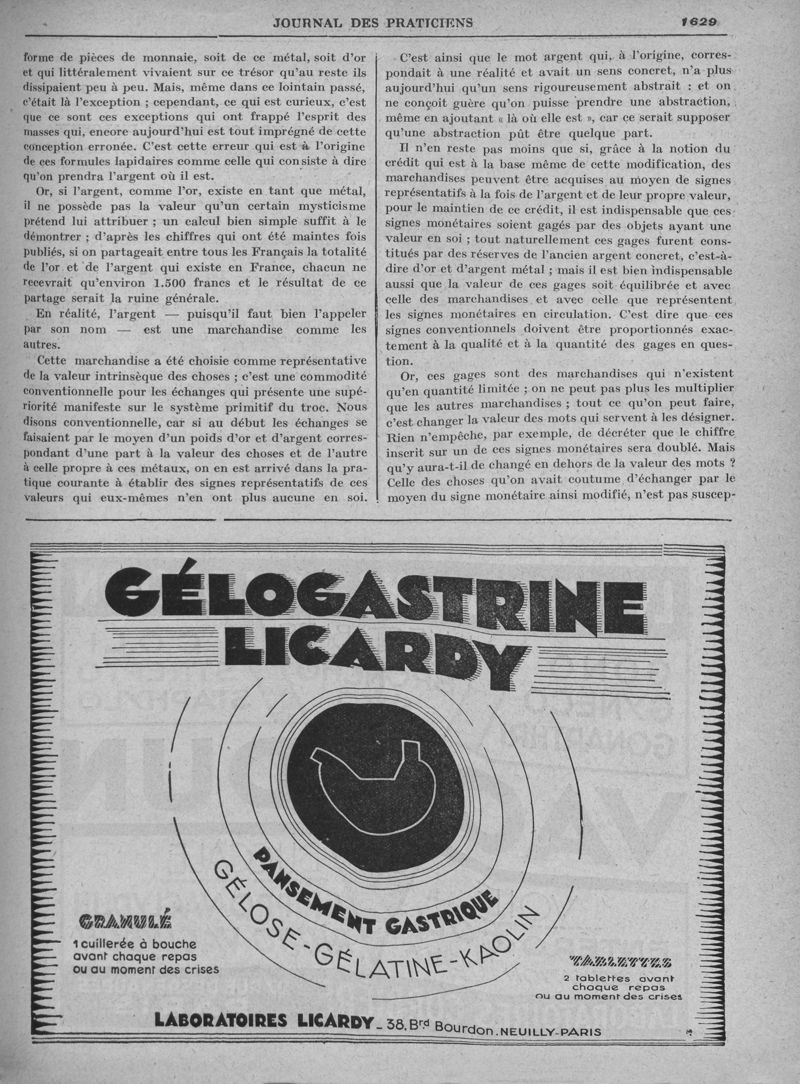 JOURNAL DES PRATICIENS
1629
forme de pièces de monnaie, soit de ce métal, soit d'or
et qui littéralement vivaient sur ce trésor qu'au reste ils
dissipaient peu à peu. Mais, même dans ce lointain passé,
c'était là l'exception ; cependant, ce qui est curieux, c'est
que ce sont ces exceptions qui ont frappé l'esprit des
masses qui, encore aujourd'hui est tout imprégné de cette
conception erronée. C'est cette erreur qui est à l'origine
de ces formules lapidaires comme celle qui consiste à dire
qu'on prendra l'argent où il est.
Or, si l'argent, comme l'or, existe en tant que métal,
il ne possède pas la valeur qu'un certain mysticisme
prétend lui attribuer ; un calcul bien simple suffit à le
démontrer ; d'après les chiffres qui ont été maintes fois
publiés, si on partageait entre tous les Français la totalité
de l'or et de l'argent qui existe en France, chacun ne
recevrait qu'environ 1.500 francs et le résultat de ce
partage serait la ruine générale.
En réalité, l'argent — puisqu'il faut bien l'appeler
par son nom — est une marchandise comme les
autres.
Cette marchandise a été choisie comme représentative
de la valeur intrinsèque des choses ; c'est une commodité
conventionnelle pour les échanges qui présente une supé-
riorité manifeste sur le système primitif du troc. Nous
disons conventionnelle, car si au début les échanges se
faisaient par le moyen d'un poids d'or et d'argent corres-
pondant d'une part à la valeur des choses et de l'autre
à celle propre à ces métaux, on en est arrivé dans la pra-
tique courante à établir des signes représentatifs de ces
valeurs qui eux-mêmes n'en ont plus aucune en soi.
C'est ainsi que le mot argent qui, à l'origine, corres-
pondait à une réalité et avait un sens concret, n'a plus
aujourd'hui qu'un sens rigoureusement abstrait : et on
ne conçoit guère qu'on puisse prendre une abstraction,
même en ajoutant « là où elle est », car ce serait supposer
qu'une abstraction pût être quelque part.
Il n'en reste pas moins que si, grâce à la notion du
crédit qui est à la base même de cette modification, des
marchandises peuvent être acquises au moyen de signes
représentatifs à la fois de l'argent et de leur propre valeur,
pour le maintien de ce crédit, il est indispensable que ces
signes monétaires soient gagés par des objets ayant une
valeur en soi ; tout naturellement ces gages furent cons-
titués par des réserves de l'ancien argent concret, c'est-à-
dire d'or et d'argent métal ; mais il est bien indispensable
aussi que la valeur de ces gages soit équilibrée et avec
celle des marchandises et avec celle que représentent
les signes monétaires en circulation. C'est dire que ces
signes conventionnels doivent être proportionnés exac-
tement à la qualité et à la quantité des gages en ques-
tion.
Or, ces gages sont des marchandises qui n'existent
qu'en quantité limitée ; on ne peut pas plus les multiplier
que les autres marchandises ; tout ce qu'on peut faire,
c'est changer la valeur des mots qui servent à les désigner.
Rien n'empêche, par exemple, de décréter que le chiffre
inscrit sur un de ces signes monétaires sera doublé. Mais
qu'y aura-t-il de changé en dehors de la valeur des mots ?
Celle des choses qu'on avait coutume d'échanger par le
moyen du signe monétaire ainsi modifié, n'est pas suscep-
GÉLOGASTRINE
LICARDY
PANSEMENT GASTRIQUE
GÉLOSE-GÉLATINE-KAOLIN
GRANULÉ
1 cuillerée à bouche
avant chaque repas
ou au moment des crises
TABLETTES
2 tablettes avant
chaque repas
ou au moment des crises
LABORATOIRES LICARDY_38, Brd Bourdon. NEUILLY-PARIS